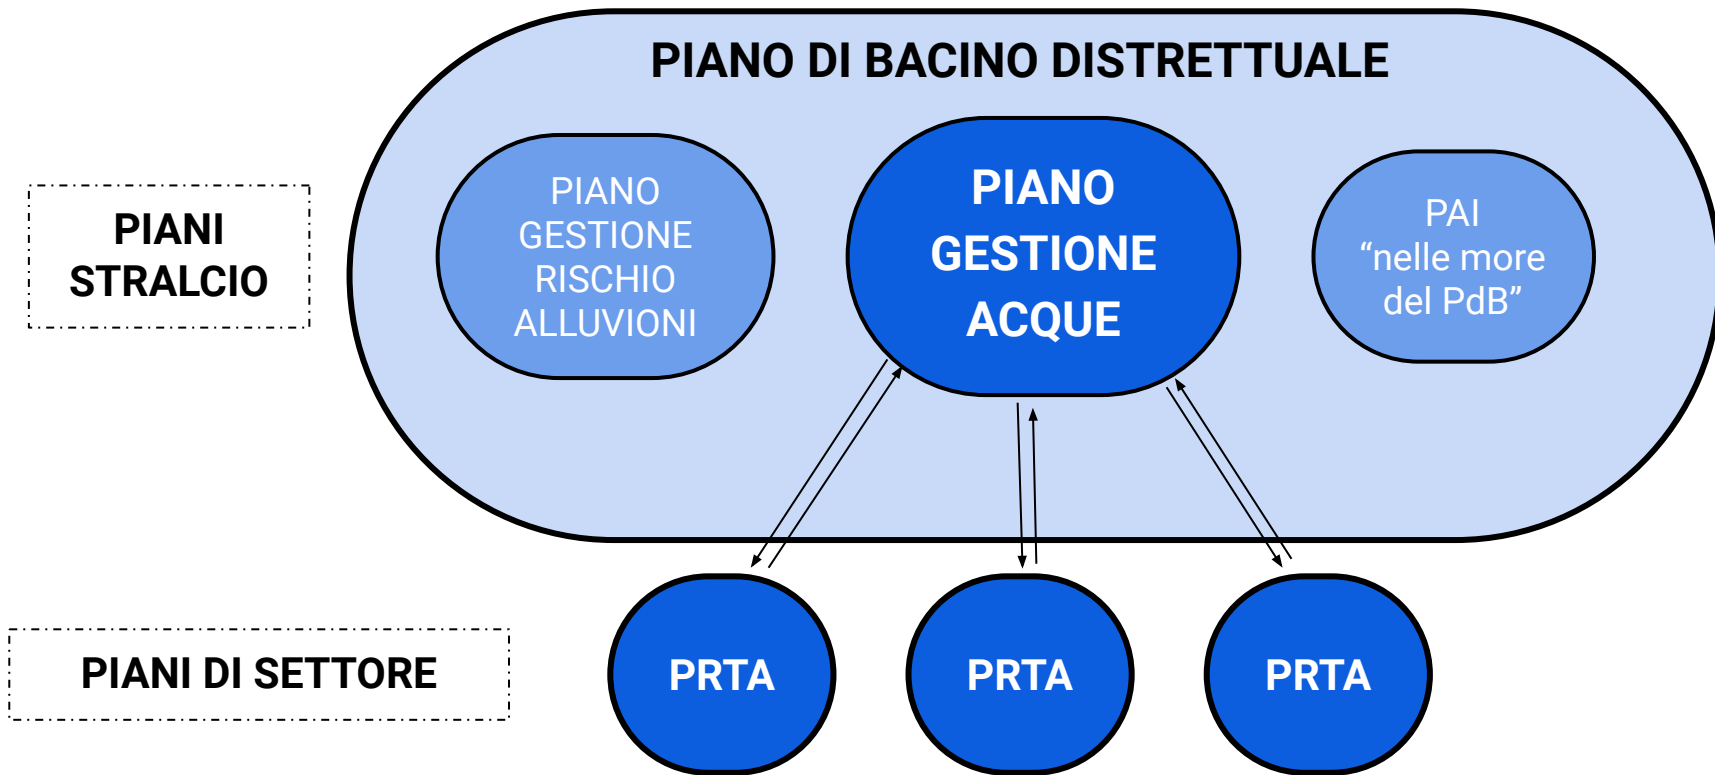 PIANO DI BACINO DISTRETTUALE
PIANI
STRALCIO
PIANO
GESTIONE
RISCHIO
ALLUVIONI
PIANO
GESTIONE
ACQUE
PAI
“nelle more
del PdB”
PIANI DI SETTORE
PRTA
PRTA
PRTA